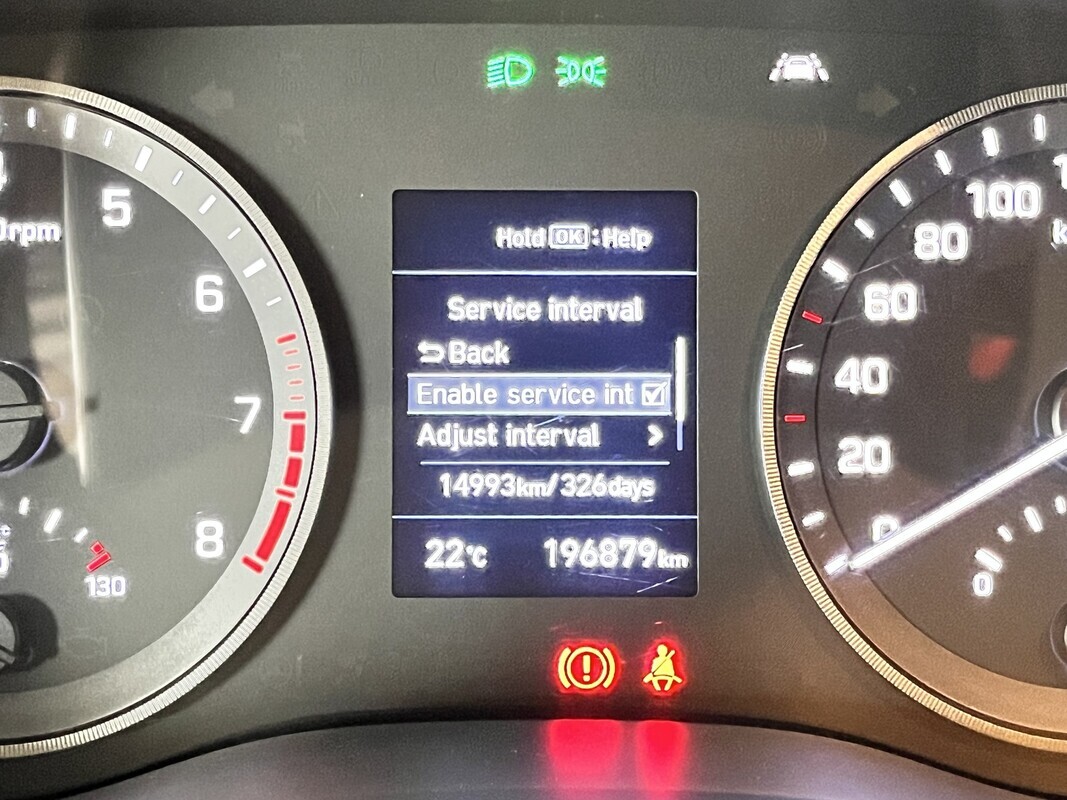 5
6
7
8
130
Hold OK : Help
Service interval
Back
Enable service int
Adjust interval
14993km/326days
22°C 196879km
100
80
60
40
20
0